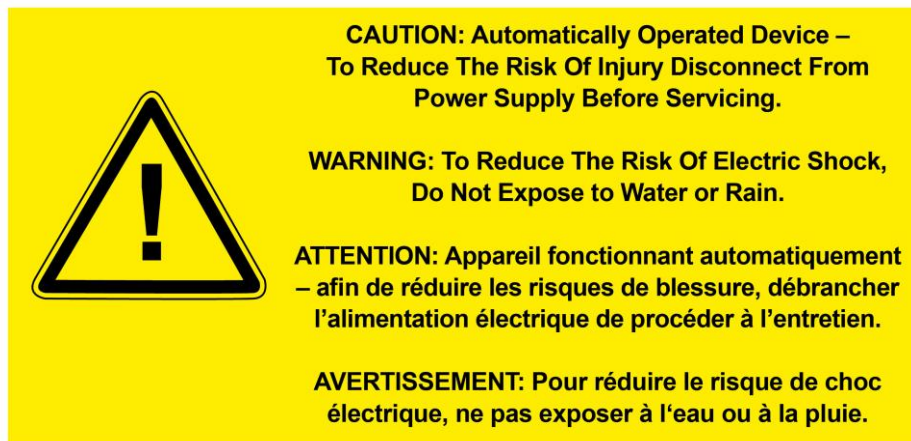 CAUTION: Automatically Operated Device –
To Reduce The Risk Of Injury Disconnect From
Power Supply Before Servicing.
WARNING: To Reduce The Risk Of Electric Shock,
Do Not Expose to Water or Rain.
ATTENTION: Appareil fonctionnant automatiquement
– afin de réduire les risques de blessure, débrancher
l’alimentation électrique de procéder à l’entretien.
AVERTISSEMENT: Pour réduire le risque de choc
électrique, ne pas exposer à l‘eau ou à la pluie.